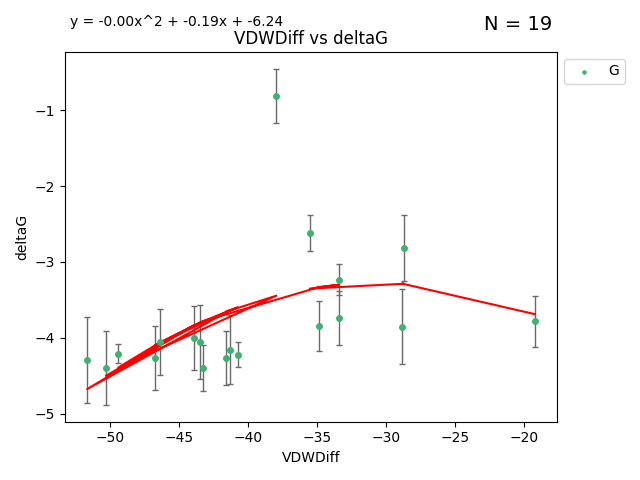 y = -0.00x^2 + -0.19x + -6.24
N = 19
VDWDiff vs deltaG
G
−1
−2
−3
−4
−5
deltaG
−50 −45 −40 −35 −30 −25 −20
VDWDiff